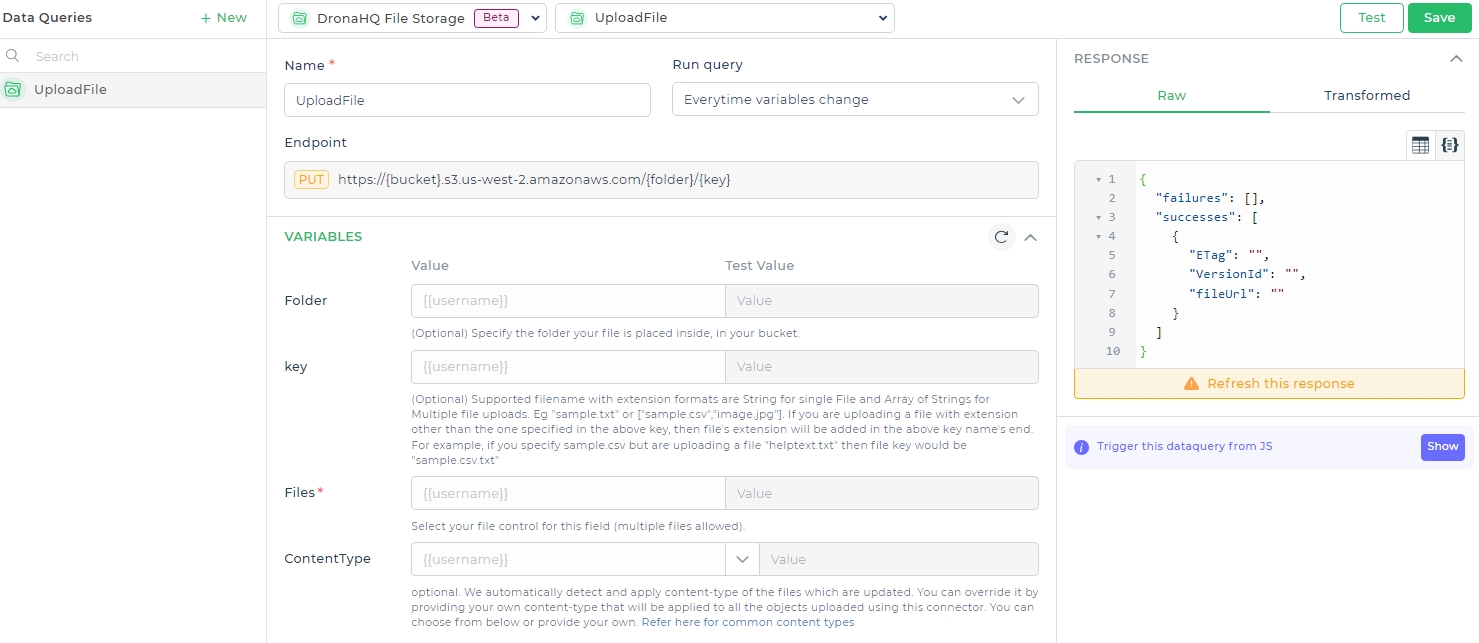 Data Queries
+ New
DronaHQ File Storage Beta
UploadFile
Test
Save
Search
UploadFile
Name *
Run query
UploadFile
Everytime variables change
Endpoint
PUT https://{bucket}.s3.us-west-2.amazonaws.com/{folder}/{key}
VARIABLES
Value
Test Value
Folder
{{username}}
Value
(Optional) Specify the folder your file is placed inside, in your bucket.
key
{{username}}
Value
(Optional) Supported filename with extension formats are String for single File and Array of Strings for
Multiple file uploads. Eg "sample.txt" or ["sample.csv","image.jpg"]. If you are uploading a file with extension
other than the one specified in the above key, then file's extension will be added in the above key name's end.
For example, if you specify sample.csv but are uploading a file "helptext.txt" then file key would be
"sample.csv.txt"
Files*
{{username}}
Value
Select your file control for this field (multiple files allowed).
ContentType
{{username}}
Value
optional. We automatically detect and apply content-type of the files which are updated. You can override it by
providing your own content-type that will be applied to all the objects uploaded using this connector. You can
choose from below or provide your own. Refer here for common content types
RESPONSE
Raw
Transformed
1 {
2 "failures": [],
3 "successes": [
4 {
5 "ETag": "",
6 "VersionId": "",
7 "fileUrl": ""
8 }
9 ]
10 }
Refresh this response
i Trigger this dataquery from JS
Show